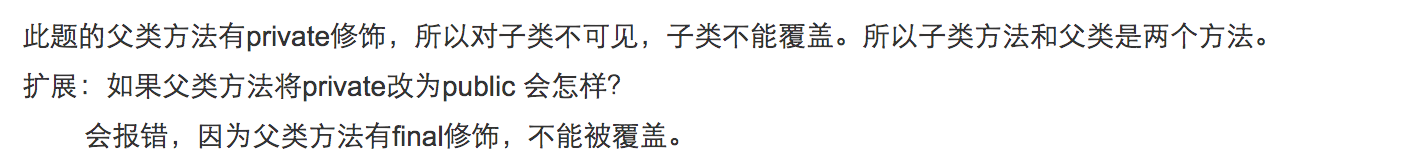 此题的父类方法有private修饰，所以对子类不可见，子类不能覆盖。所以子类方法和父类是两个方法。
扩展：如果父类方法将private改为public 会怎样？
会报错，因为父类方法有final修饰，不能被覆盖。